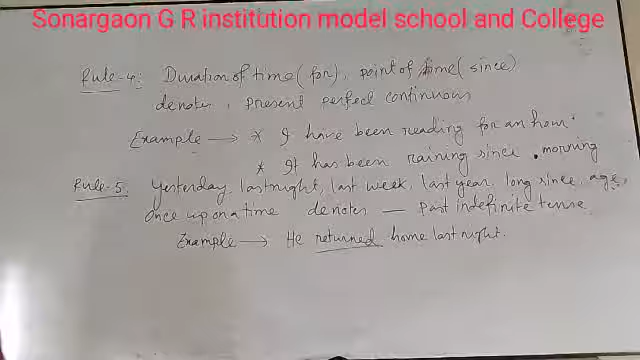 Sonargaon G R institution model school and College
Rule-4: Duration of time (for), point of time (since)
denotes, present perfect continuous
Example → * I have been reading for an hour.
* It has been raining since morning
Rule-5: Yesterday, last night, last week, last year, long since, ago,
Once upon a time denotes — Past indefinite tense
Example → He returned home last night.